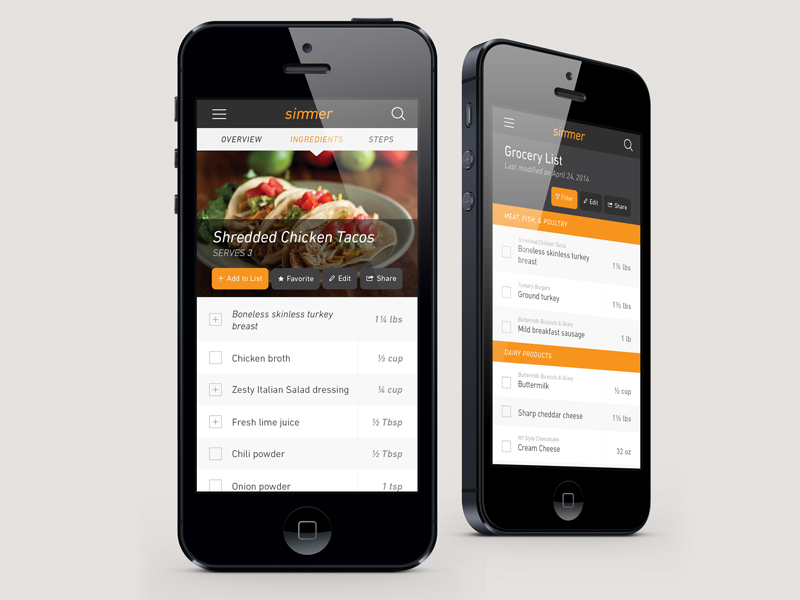 simmer
OVERVIEW INGREDIENTS STEPS
Shredded Chicken Tacos
SERVES 3
+ Add to List Favorite Edit Share
Boneless skinless turkey
breast
1¼ lbs
Chicken broth ⅓ cup
Zesty Italian Salad dressing ¼ cup
Fresh lime juice ½ Tbsp
Chili powder ½ Tbsp
Onion powder 1 tsp
simmer
Grocery List
Last modified on April 24, 2014
Filter Edit Share
MEAT, FISH, & POULTRY
Shredded Chicken Tacos
Boneless skinless turkey
breast
1¼ lbs
Turkey Burgers
Ground turkey 1½ lbs
Buttermilk Biscuits & Gravy
Mild breakfast sausage 1 lb
DAIRY PRODUCTS
Buttermilk Biscuits & Gravy
Buttermilk ½ cup
Sharp cheddar cheese 1½ lbs
NY Style Cheesecake
Cream Cheese 32 oz